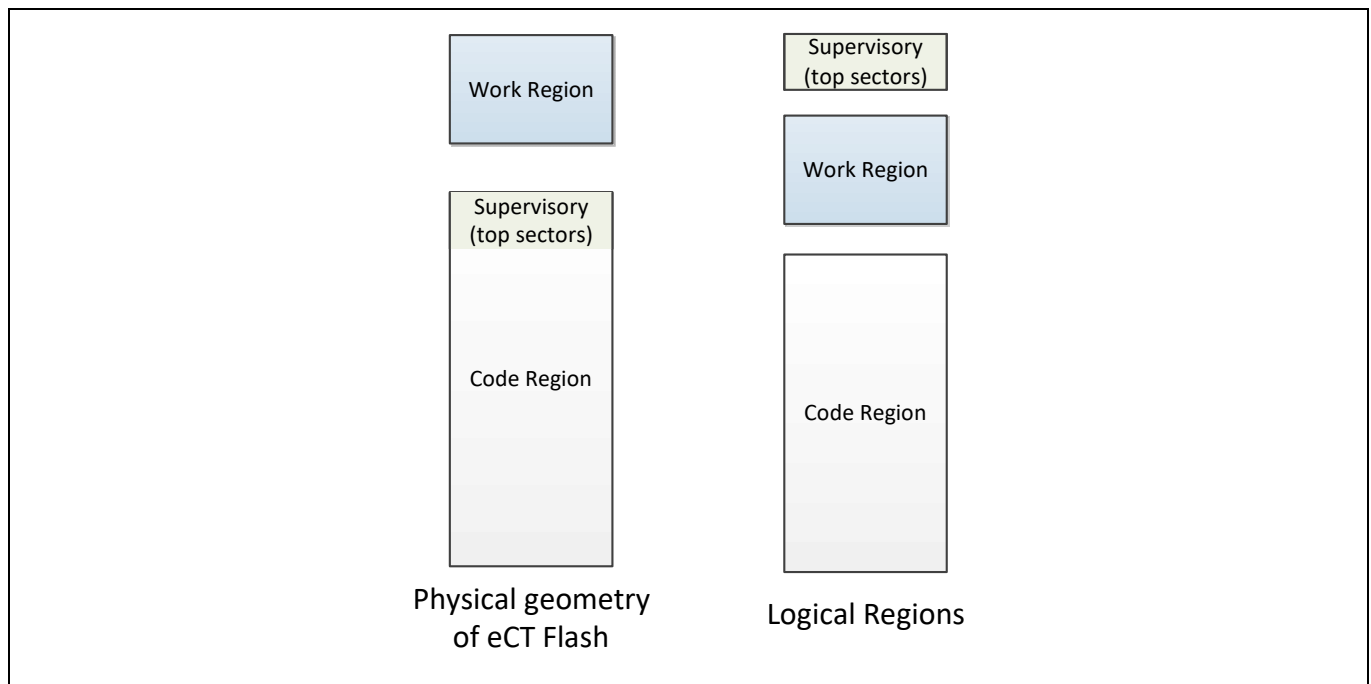 Work Region
Supervisory
(top sectors)
Code Region
Physical geometry
of eCT Flash
Supervisory
(top sectors)
Work Region
Code Region
Logical Regions